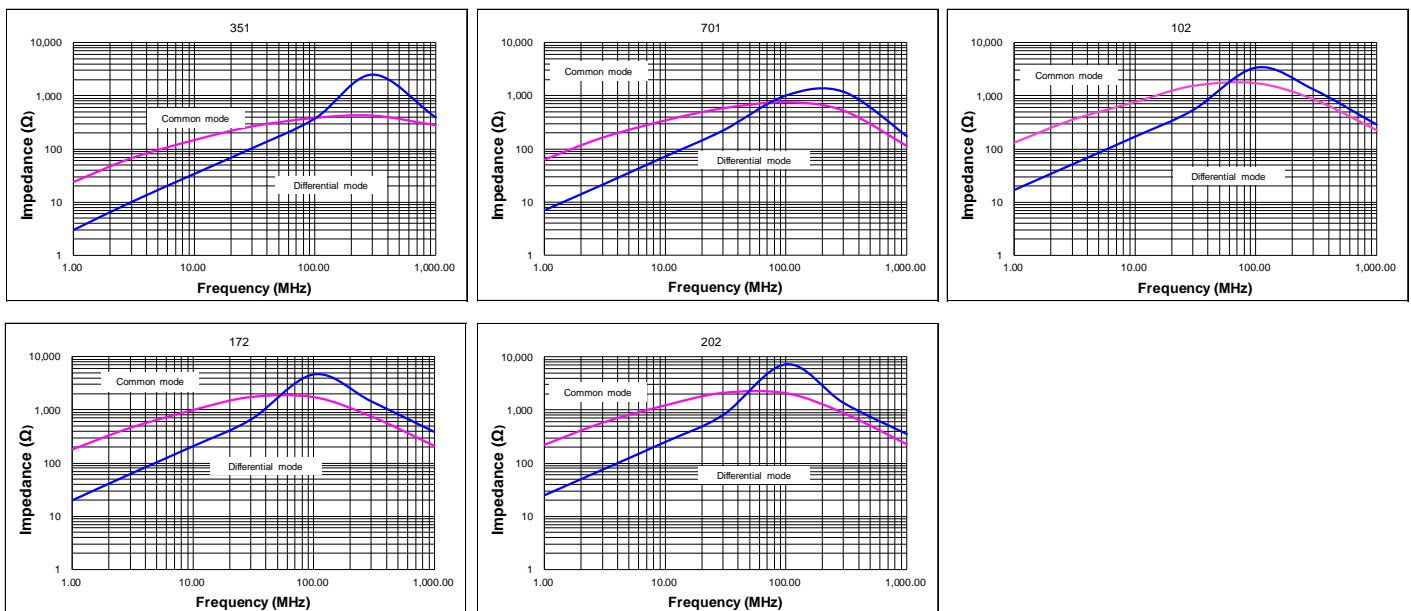 351
10,000
1,000
100
10
1
Impedance (Ω)
Common mode
Differential mode
1.00
10.00
100.00
1,000.00
Frequency (MHz)
701
10,000
1,000
100
10
1
Impedance (Ω)
Common mode
Differential mode
1.00
10.00
100.00
1,000.00
Frequency (MHz)
102
10,000
1,000
100
10
1
Impedance (Ω)
Common mode
Differential mode
1.00
10.00
100.00
1,000.00
Frequency (MHz)
172
10,000
1,000
100
10
1
Impedance (Ω)
Common mode
Differential mode
1.00
10.00
100.00
1,000.00
Frequency (MHz)
202
10,000
1,000
100
10
1
Impedance (Ω)
Common mode
Differential mode
1.00
10.00
100.00
1,000.00
Frequency (MHz)